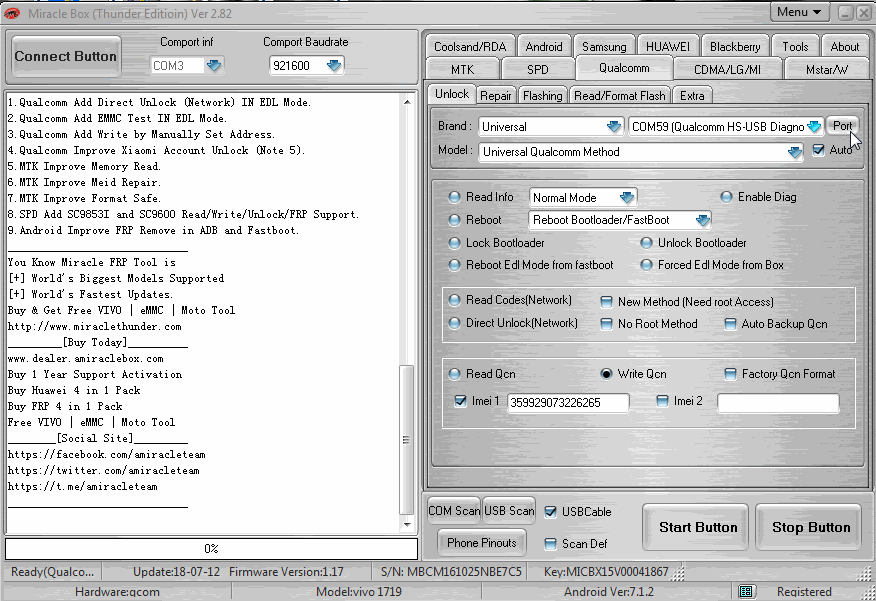 Miracle Box (Thunder Editioin) Ver 2.82
Menu
Connect Button
Comport inf
COM3
Comport Baudrate
921600
1.Qualcomm Add Direct Unlock (Network) IN EDL Mode.
2.Qualcomm Add EMMC Test IN EDL Mode.
3.Qualcomm Add Write by Manually Set Address.
4.Qualcomm Improve Xiaomi Account Unlock (Note 5).
5.MTK Improve Memory Read.
6.MTK Improve Meid Repair.
7.MTK Improve Format Safe.
8.SPD Add SC9853I and SC9600 Read/Write/Unlock/FRP Support.
9.Android Improve FRP Remove in ADB and Fastboot.
You Know Miracle FRP Tool is
[+] World's Biggest Models Supported
[+] World's Fastest Updates.
Buy & Get Free VIVO | eMMC | Moto Tool
http://www.miraclethunder.com
_________[Buy Today]__________
www.dealer.amiraclebox.com
Buy 1 Year Support Activation
Buy Huawei 4 in 1 Pack
Buy FRP 4 in 1 Pack
Free VIVO | eMMC | Moto Tool
________[Social Site]_________
https://facebook.com/amiracleteam
https://twitter.com/amiracleteam
https://t.me/amiracleteam
0%
Coolsand/RDA Android Samsung HUAWEI Blackberry Tools About
MTK SPD Qualcomm CDMA/LG/MI Mstar/W
Unlock Repair Flashing Read/Format Flash Extra
Brand : Universal COM59 (Qualcomm HS-USB Diagno Port
Model : Universal Qualcomm Method Auto
Read Info Normal Mode Enable Diag
Reboot Reboot Bootloader/FastBoot
Lock Bootloader Unlock Bootloader
Reboot Edl Mode from fastboot Forced Edl Mode from Box
Read Codes(Network) New Method (Need root Access)
Direct Unlock(Network) No Root Method Auto Backup Qcn
Read Qcn Write Qcn Factory Qcn Format
Imei 1 359929073226265 Imei 2
COM Scan USB Scan USBCable
Phone Pinouts Scan Def
Start Button Stop Button
Ready(Qualco... Update:18-07-12 Firmware Version:1.17 S/N: MBCM161025NBE7C5 Key:MICBX15V00041867
Hardware:qcom Model:vivo 1719 Android Ver:7.1.2 Registered